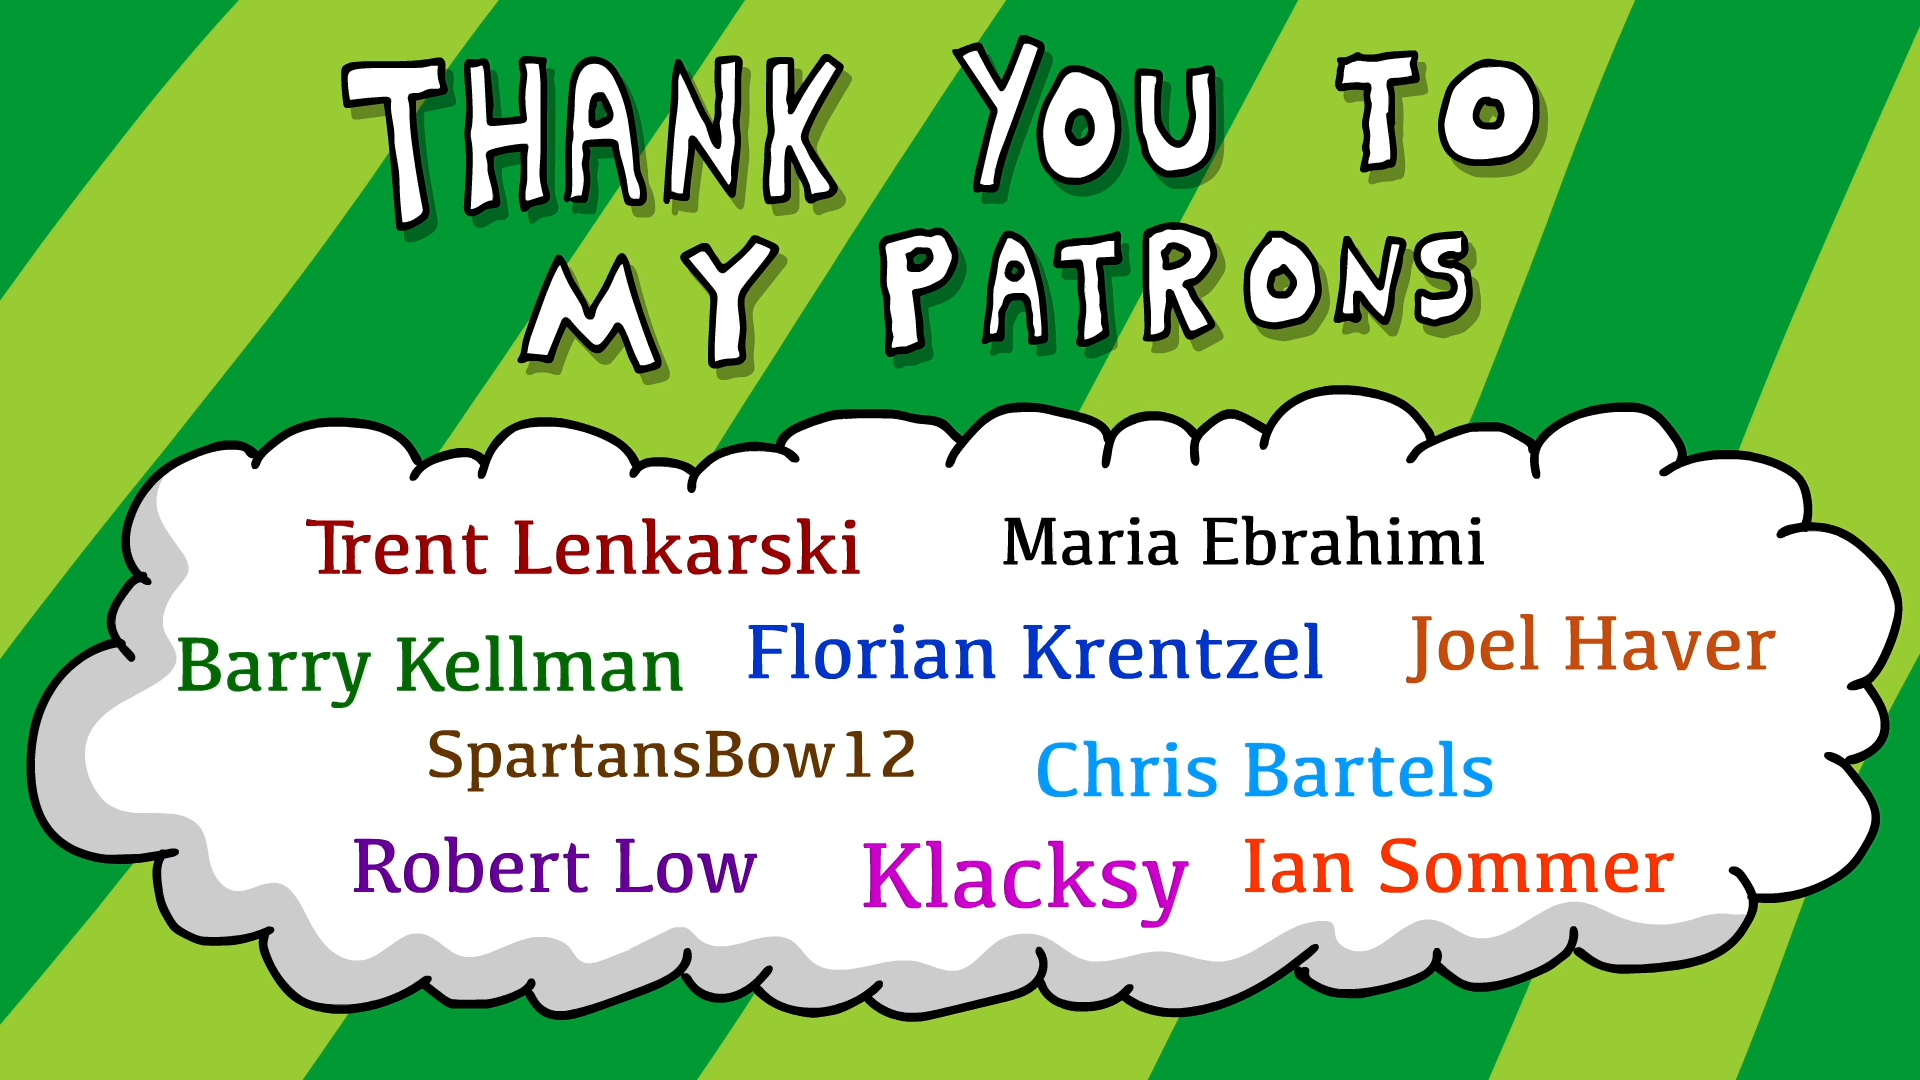 THANK YOU TO
MY PATRONS
Trent Lenkarski Maria Ebrahimi
Barry Kellman Florian Krentzel Joel Haver
SpartansBow12 Chris Bartels
Robert Low Klacksy Ian Sommer